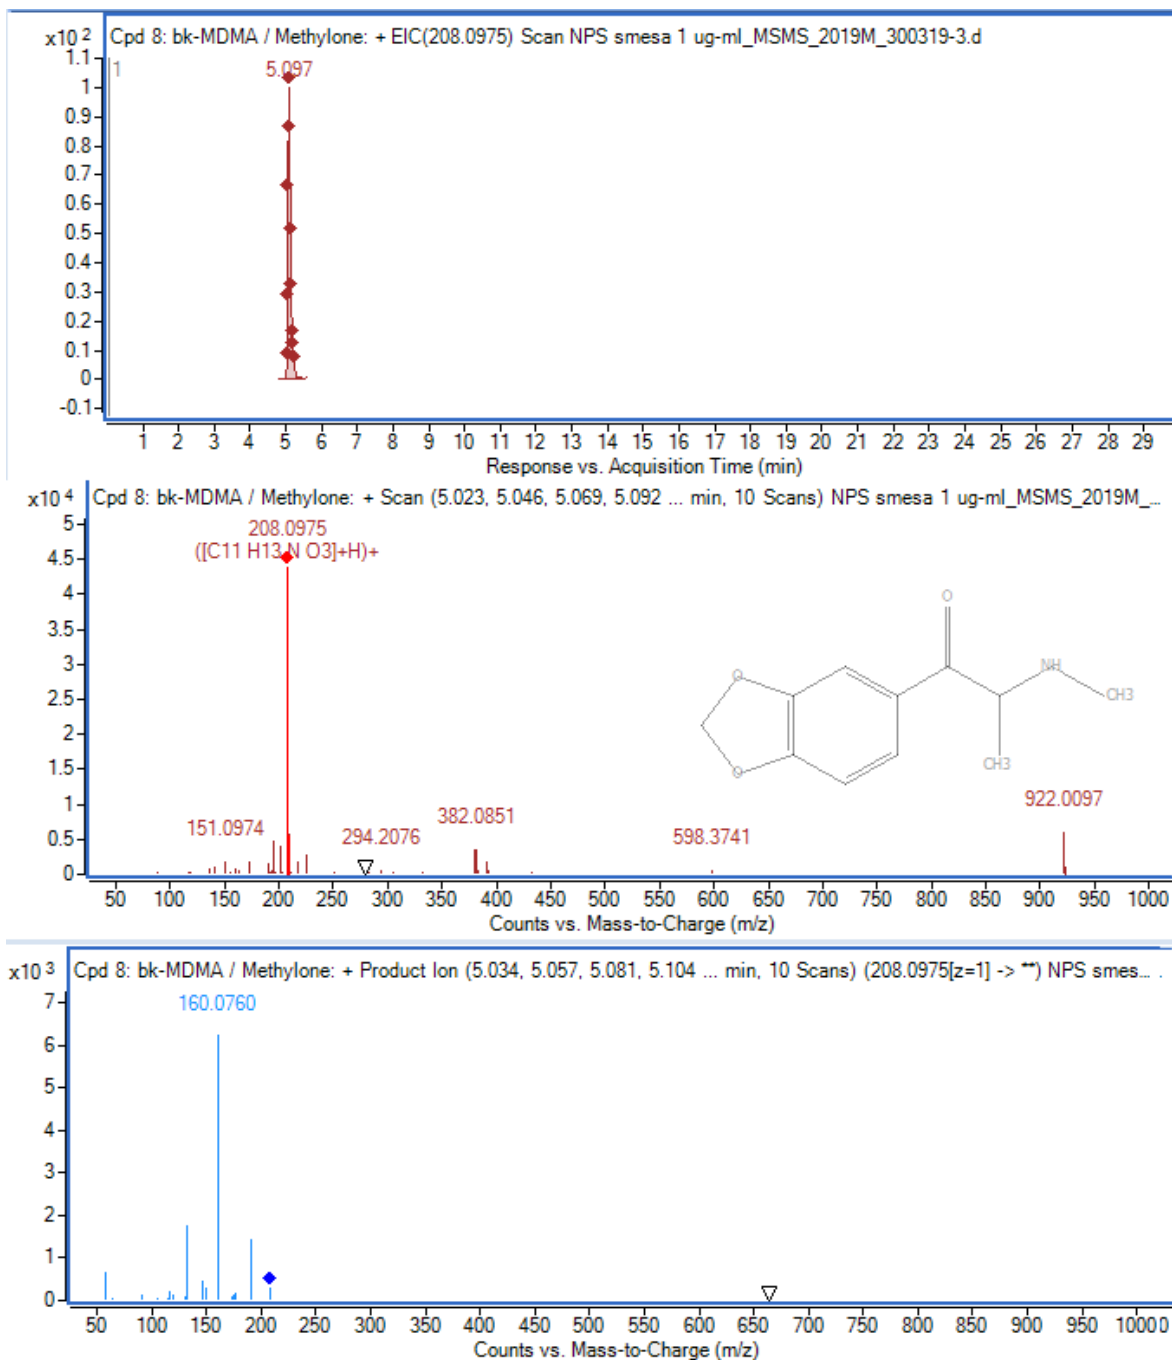 x10 2
Cpd 8: bk-MDMA / Methylone: + EIC(208.0975) Scan NPS smesa 1 ug-ml_MSMS_2019M_300319-3.d
1.1
1
0.9
0.8
0.7
0.6
0.5
0.4
0.3
0.2
0.1
0
-0.1
1
5.097
1 2 3 4 5 6 7 8 9 10 11 12 13 14 15 16 17 18 19 20 21 22 23 24 25 26 27 28 29
Response vs. Acquisition Time (min)
x10 4
Cpd 8: bk-MDMA / Methylone: + Scan (5.023, 5.046, 5.069, 5.092 ... min, 10 Scans) NPS smesa 1 ug-ml_MSMS_2019M_...
5
4.5
4
3.5
3
2.5
2
1.5
1
0.5
0
208.0975
([C11 H13 N O3]+H)+
151.0974
294.2076
382.0851
598.3741
922.0097
O
O
O
NH
CH3
CH3
50 100 150 200 250 300 350 400 450 500 550 600 650 700 750 800 850 900 950 1000
Counts vs. Mass-to-Charge (m/z)
x10 3
Cpd 8: bk-MDMA / Methylone: + Product Ion (5.034, 5.057, 5.081, 5.104 ... min, 10 Scans) (208.0975[z=1] -> **) NPS smes... .
7
6
5
4
3
2
1
0
160.0760
50 100 150 200 250 300 350 400 450 500 550 600 650 700 750 800 850 900 950 1000
Counts vs. Mass-to-Charge (m/z)